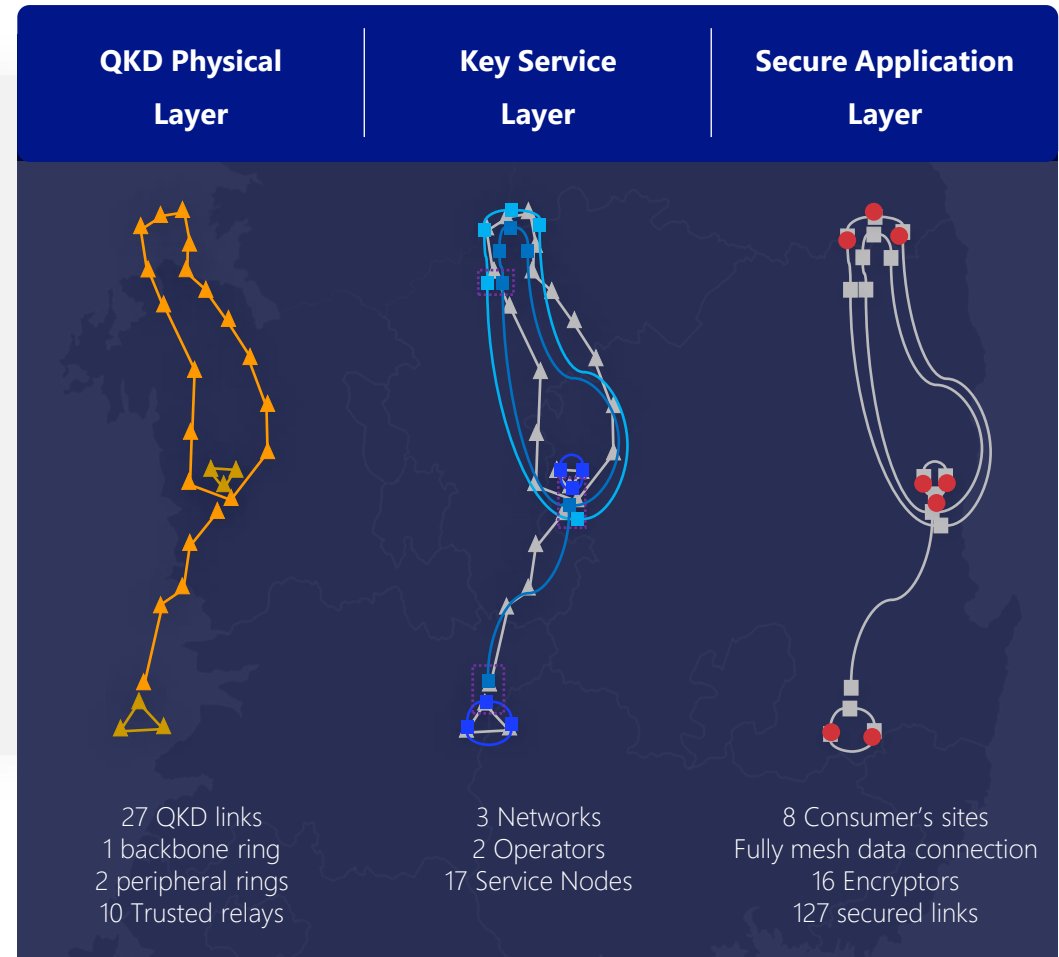 QKD Physical
Layer
Key Service
Layer
Secure Application
Layer
27 QKD links
1 backbone ring
2 peripheral rings
10 Trusted relays
3 Networks
2 Operators
17 Service Nodes
8 Consumer’s sites
Fully mesh data connection
16 Encryptors
127 secured links